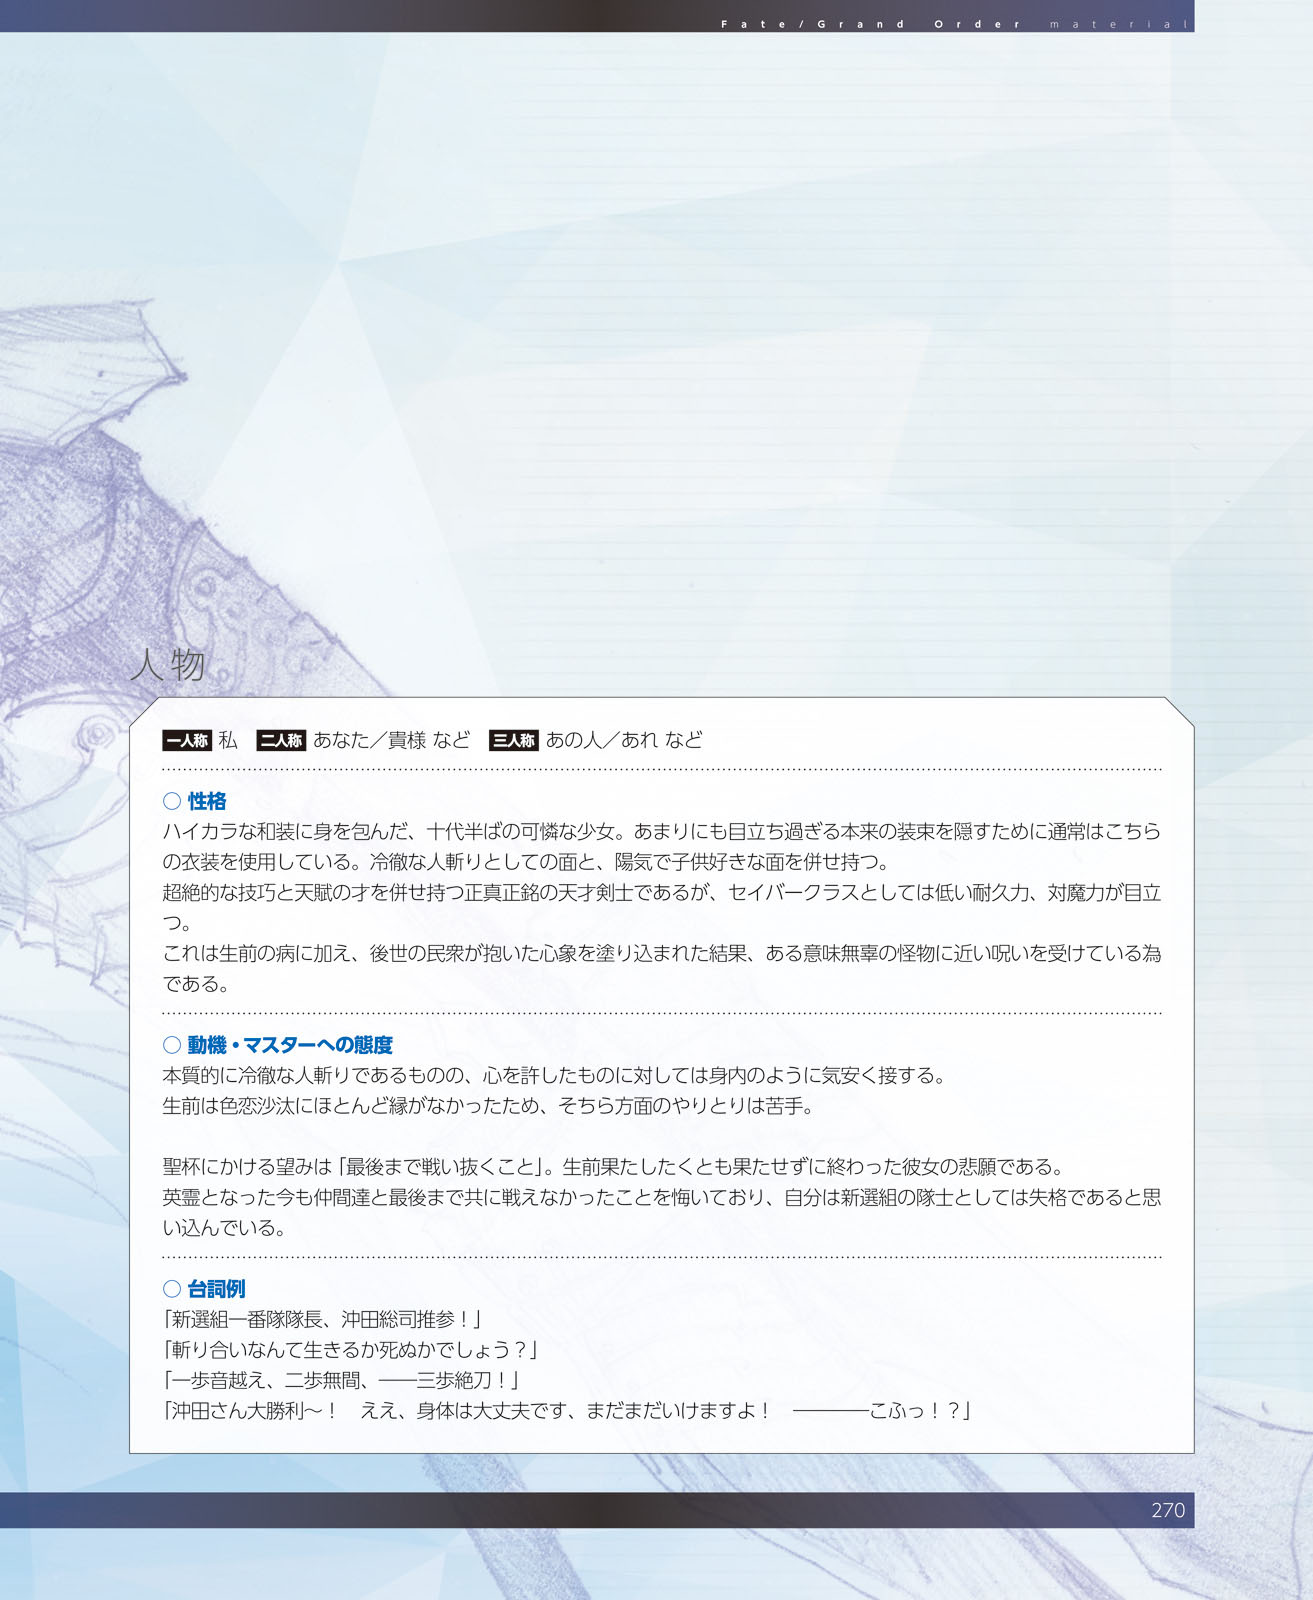 Fate/Grand Order material
人物
一人称 私 二人称 あなた／貴様 など 三人称 あの人／あれ など
○ 性格
ハイカラな和装に身を包んだ、十代半ばの可憐な少女。あまりにも目立ち過ぎる本来の装束を隠すために通常はこちら
の衣装を使用している。冷徹な人斬りとしての面と、陽気で子供好きな面を併せ持つ。
超絶的な技巧と天賦の才を併せ持つ正真正銘の天才剣士であるが、セイバークラスとしては低い耐久力、対魔力が目立
つ。
これは生前の病に加え、後世の民衆が抱いた心象を塗り込まれた結果、ある意味無辜の怪物に近い呪いを受けている為
である。
○ 動機・マスターへの態度
本質的に冷徹な人斬りであるものの、心を許したものに対しては身内のように気安く接する。
生前は色恋沙汰にほとんど縁がなかったため、そちら方面のやりとりは苦手。
聖杯にかける望みは「最後まで戦い抜くこと」。生前果たしたくとも果たせずに終わった彼女の悲願である。
英霊となった今も仲間達と最後まで共に戦えなかったことを悔いており、自分は新選組の隊士としては失格であると思
い込んでいる。
○ 台詞例
「新選組一番隊隊長、沖田総司推参！」
「斬り合いなんて生きるか死ぬかでしょう？」
「一歩音越え、二歩無間、――三歩絶刀！」
「沖田さん大勝利～！　ええ、身体は大丈夫です、まだまだいけますよ！　――――こふっ！？」
270